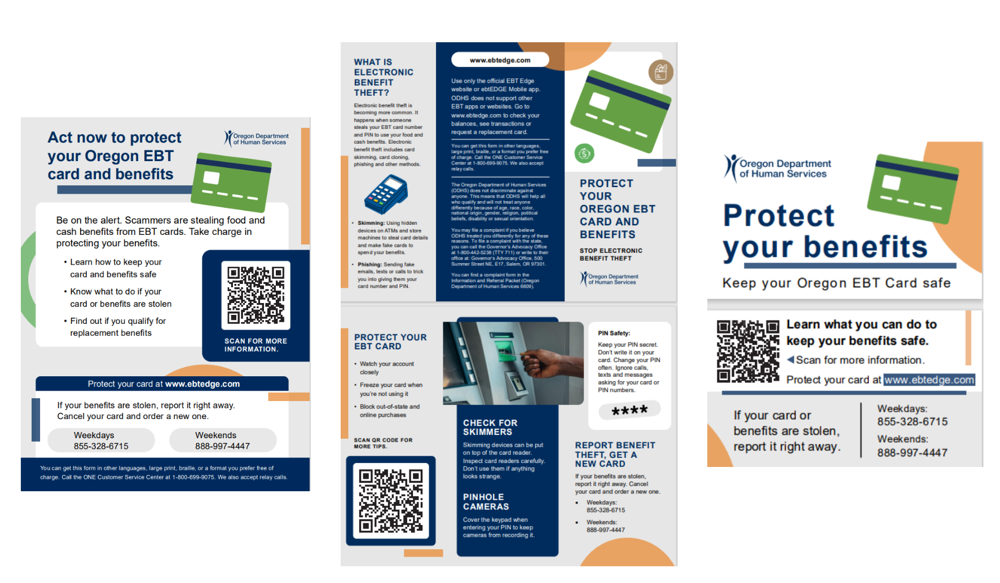 Act now to protect
your Oregon EBT
card and benefits
Oregon Department
of Human Services
Be on the alert. Scammers are stealing food and
cash benefits from EBT cards. Take charge in
protecting your benefits.
• Learn how to keep your
card and benefits safe
• Know what to do if your
card or benefits are stolen
• Find out if you qualify for
replacement benefits
SCAN FOR MORE
INFORMATION.
Protect your card at www.ebtedge.com
If your benefits are stolen, report it right away.
Cancel your card and order a new one.
Weekdays
855-328-6715
Weekends
888-997-4447
You can get this form in other languages, large print, braille, or a format you prefer free of
charge. Call the ONE Customer Service Center at 1-800-699-9075. We also accept relay calls.
WHAT IS
ELECTRONIC
BENEFIT
THEFT?
Electronic benefit theft is
becoming more common. It
happens when someone
steals your EBT card number
and PIN to use your food and
cash benefits. Electronic
benefit theft includes card
skimming, card cloning,
phishing and other methods.
• Skimming: Using hidden
devices on ATMs and store
machines to steal card details
and make fake cards to
spend your benefits.
• Phishing: Sending fake
emails, texts or calls to trick
you into giving them your
card number and PIN.
www.ebtedge.com
Use only the official EBT Edge
website or ebtEDGE Mobile app.
ODHS does not support other
EBT apps or websites. Go to
www.ebtedge.com to check your
balances, see transactions or
request a replacement card.
You can get this form in other languages,
large print, braille, or a format you prefer free
of charge. Call the ONE Customer Service
Center at 1-800-699-9075. We also accept
relay calls.
The Oregon Department of Human Services
(ODHS) does not discriminate against
anyone. This means that ODHS will help all
who qualify and will not treat anyone
differently because of age, race, color,
national origin, gender, religion, political
beliefs, disability or sexual orientation.
You may file a complaint if you believe
ODHS treated you differently for any of these
reasons. To file a complaint with the state,
you can call the Governor's Advocacy Office
at 1-800-442-5238 (TTY 711) or write to their
office at: Governor's Advocacy Office, 500
Summer Street NE, E17, Salem, OR 97301.
You can find a complaint form in the
Information and Referral Packet (Oregon
Department of Human Services 6609).
$
PROTECT
YOUR
OREGON EBT
CARD AND
BENEFITS
STOP ELECTRONIC
BENEFIT THEFT
Oregon Department
of Human Services
PROTECT YOUR
EBT CARD
• Watch your account
closely
• Freeze your card when
you're not using it
• Block out-of-state and
online purchases
SCAN QR CODE FOR
MORE TIPS.
CHECK FOR
SKIMMERS
Skimming devices can be put
on top of the card reader.
Inspect card readers carefully.
Don't use them if anything
looks strange.
PINHOLE
CAMERAS
Cover the keypad when
entering your PIN to keep
cameras from recording it.
PIN Safety:
Keep your PIN secret.
Don't write it on your
card. Change your PIN
often. Ignore calls,
texts and messages
asking for your card or
PIN numbers.
****
REPORT BENEFIT
THEFT, GET A
NEW CARD
If your benefits are stolen,
report it right away. Cancel
your card and order a new one.
• Weekdays:
855-328-6715
• Weekends:
888-997-4447
Oregon Department
of Human Services
Protect
your benefits
Keep your Oregon EBT Card safe
Learn what you can do to
keep your benefits safe.
◀Scan for more information.
Protect your card at www.ebtedge.com
If your card or
benefits are stolen,
report it right away.
Weekdays:
855-328-6715
Weekends:
888-997-4447